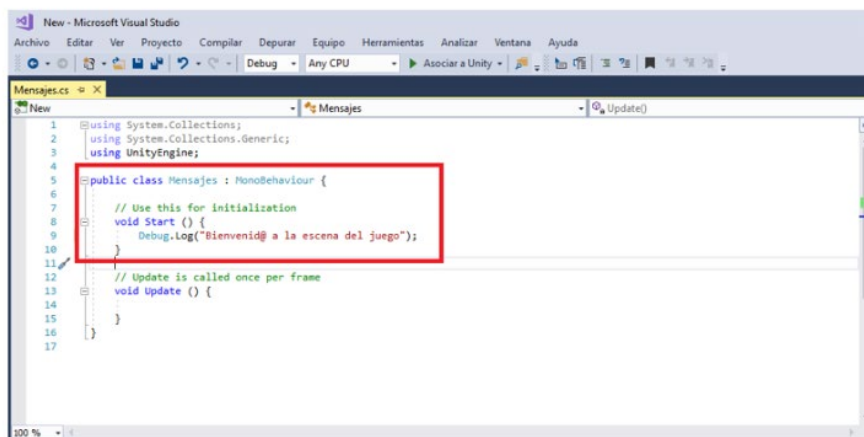 New - Microsoft Visual Studio
Archivo Editar Ver Proyecto Compilar Depurar Equipo Herramientas Analizar Ventana Ayuda
Debug Any CPU Asociar a Unity
Mensajes.cs
New Mensajes Update()
1 using System.Collections;
2 using System.Collections.Generic;
3 using UnityEngine;
4
5 public class Mensajes : MonoBehaviour {
6
7 // Use this for initialization
8 void Start () {
9 Debug.Log("Bienvenid@ a la escena del juego");
10 }
11
12 // Update is called once per frame
13 void Update () {
14
15 }
16 }
17
100 %